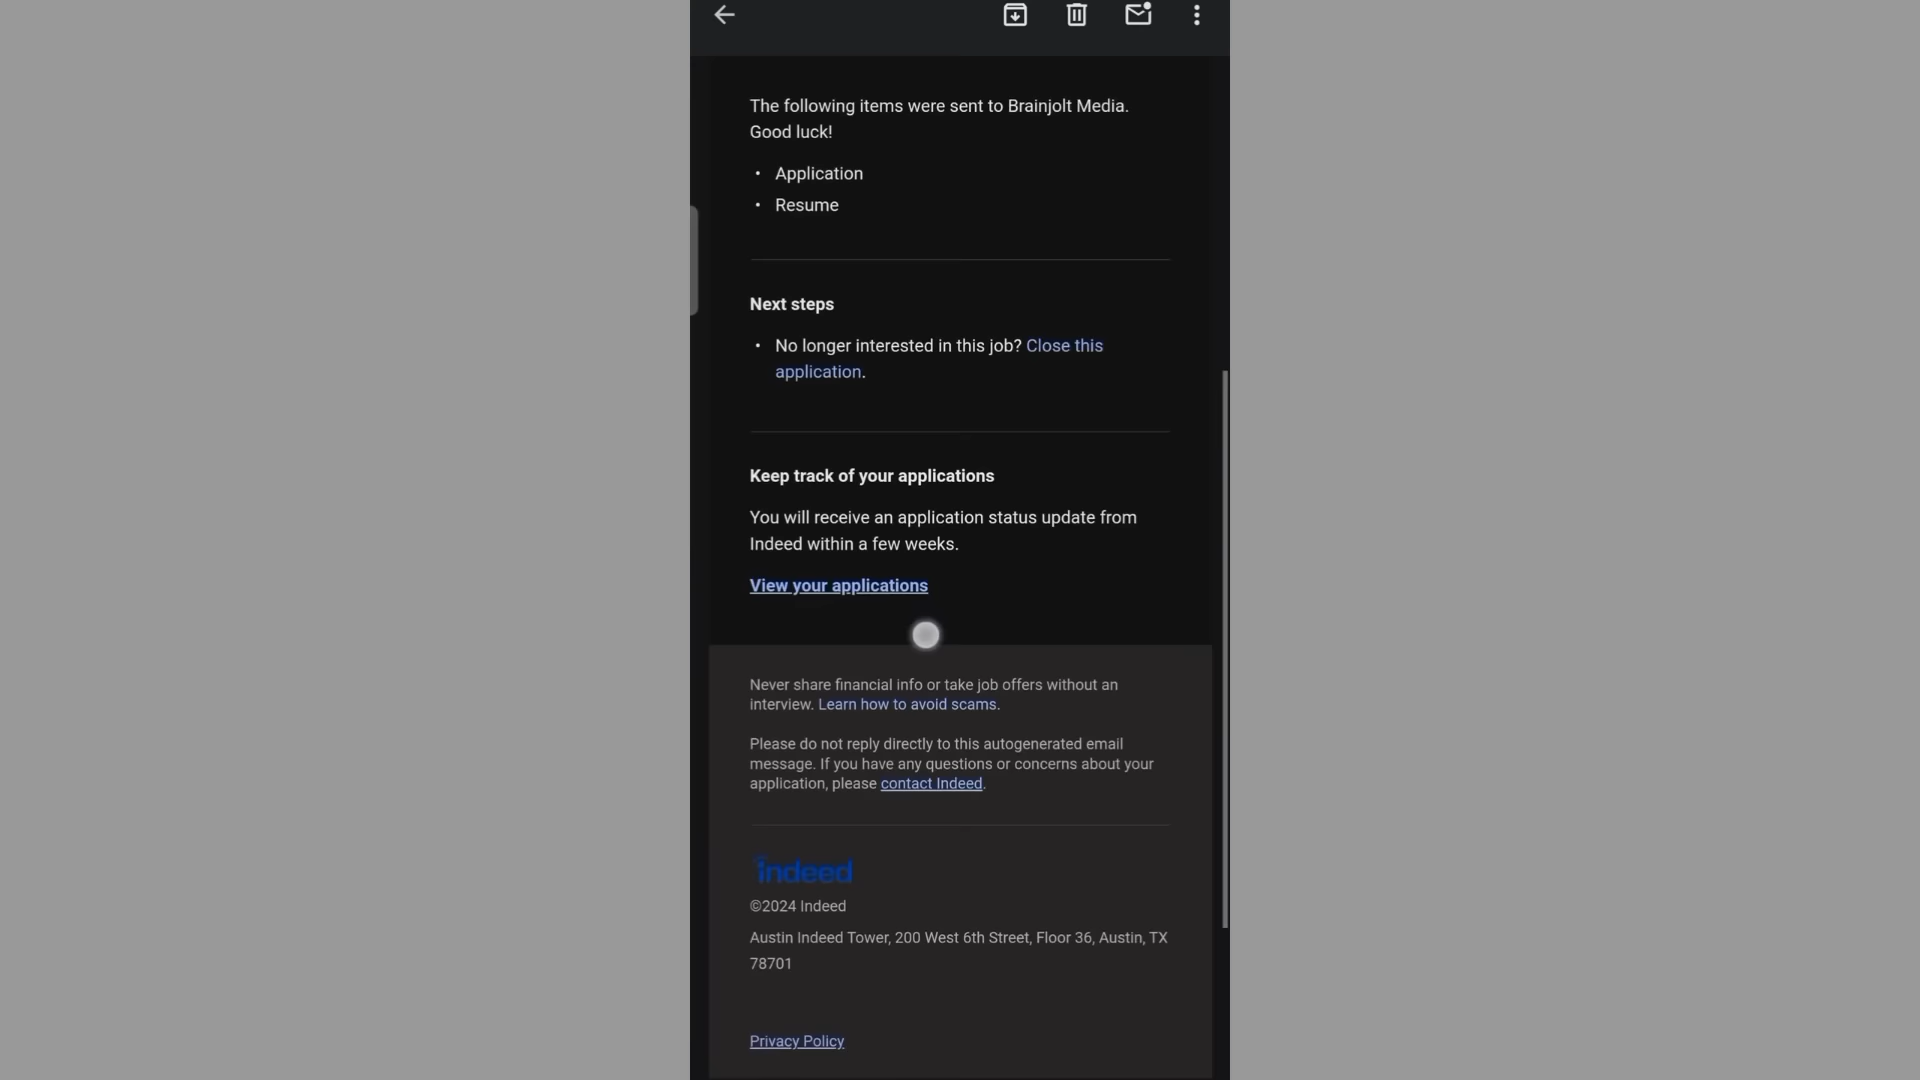 The following items were sent to Brainjolt Media.
Good luck!
• Application
• Resume
Next steps
• No longer interested in this job? Close this
application.
Keep track of your applications
You will receive an application status update from
Indeed within a few weeks.
View your applications
Never share financial info or take job offers without an
interview. Learn how to avoid scams.
Please do not reply directly to this autogenerated email
message. If you have any questions or concerns about your
application, please contact Indeed.
indeed
©2024 Indeed
Austin Indeed Tower, 200 West 6th Street, Floor 36, Austin, TX
78701
Privacy Policy